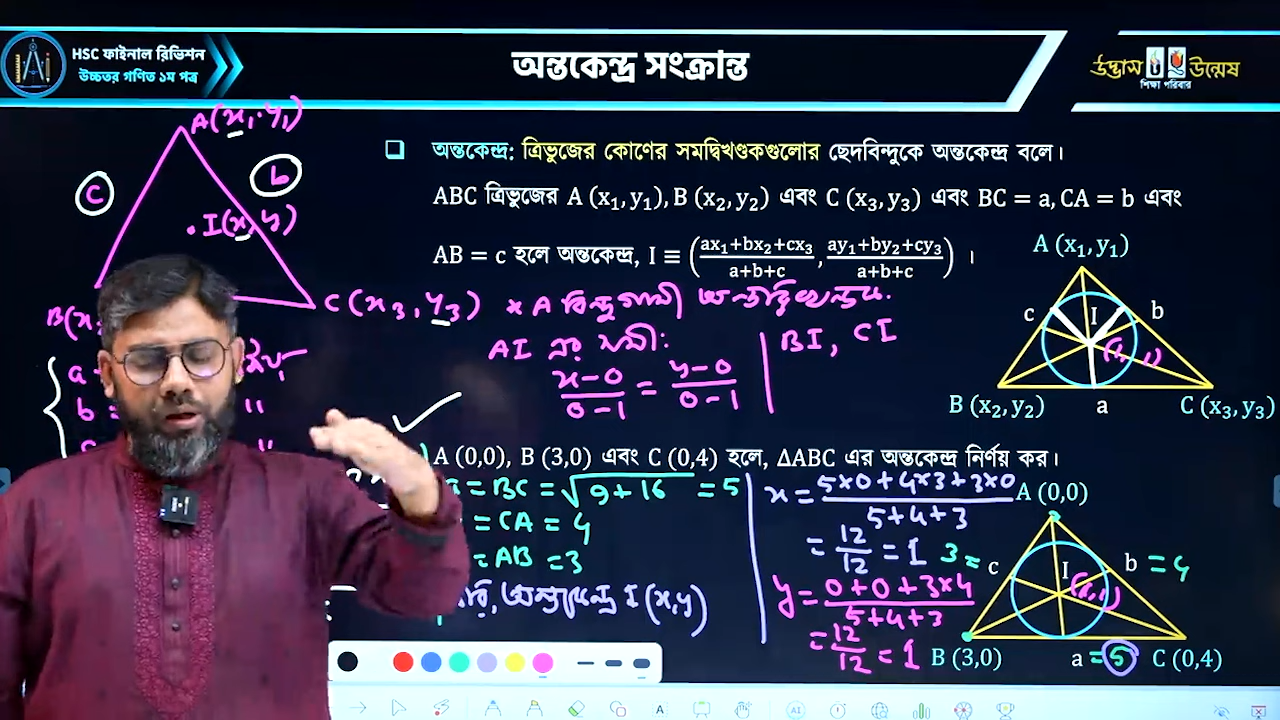 HSC ফাইনাল রিভিশন
উচ্চতর গণিত ১ম পত্র
অন্তকেন্দ্র সংক্রান্ত
উদ্ভাস উন্মেষ
শিক্ষা পরিবার
A(x₁, y₁)
c
b
I(x, y)
C(x₃, y₃)
B(x₂
a
b =
c
অন্তকেন্দ্র: ত্রিভুজের কোণের সমদ্বিখণ্ডকগুলোর ছেদবিন্দুকে অন্তকেন্দ্র বলে।
ABC ত্রিভুজের A (x₁, y₁), B (x₂, y₂) এবং C (x₃, y₃) এবং BC = a, CA = b এবং
AB = c হলে অন্তকেন্দ্র, I ≡ ((ax₁+bx₂+cx₃)/(a+b+c), (ay₁+by₂+cy₃)/(a+b+c)) ।
× A বিন্দুগামী
AI এর সমী:
(x−0)/(0−1) = (y−0)/(0−1)
BI, CI
A (x₁, y₁)
c
I
b
B (x₂, y₂)
a
C (x₃, y₃)
A (0,0), B (3,0) এবং C (0,4) হলে, ΔABC এর অন্তকেন্দ্র নির্ণয় কর।
= BC = √(9+16) = 5
= CA = 4
= AB = 3
অন্তকেন্দ্র I(x,y)
x = (5×0+4×3+3×0)/(5+4+3)
= 12/12 = 1
y = (0+0+3×4)/(5+4+3)
= 12/12 = 1
A (0,0)
3 = c
I
(1,1)
b = 4
B (3,0)
a = 5
C (0,4)